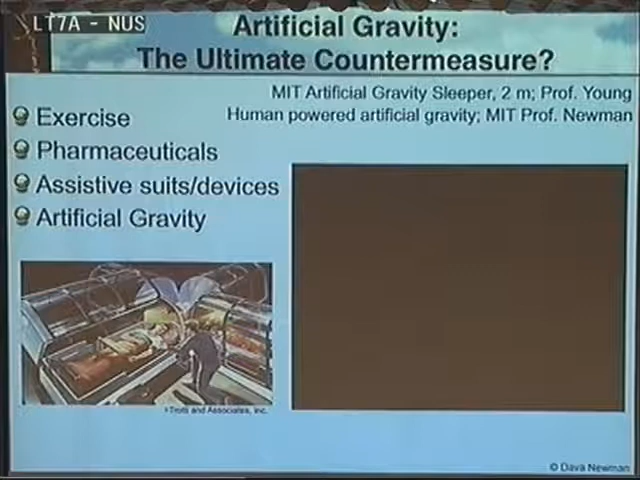 LT7A - NUS
Artificial Gravity:
The Ultimate Countermeasure?
MIT Artificial Gravity Sleeper, 2 m; Prof. Young
Human powered artificial gravity; MIT Prof. Newman
Exercise
Pharmaceuticals
Assistive suits/devices
Artificial Gravity
Trotti and Associates, Inc.
© Dava Newman